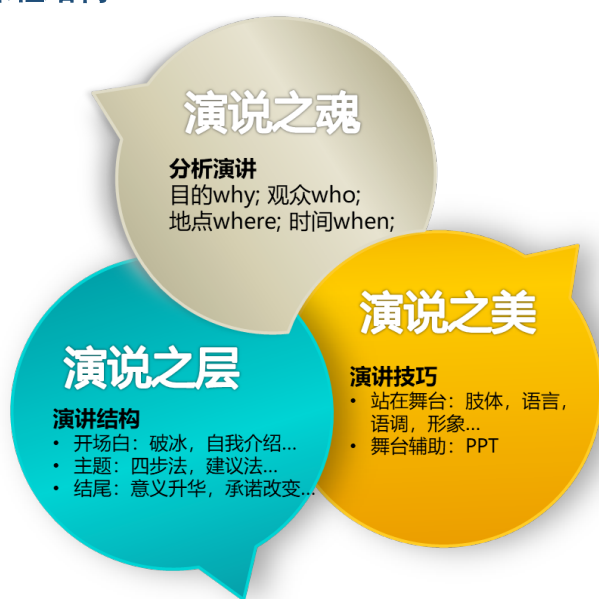 演说之魂
分析演讲
目的why; 观众who;
地点where; 时间when;
演说之美
演讲技巧
• 站在舞台：肢体，语言，
语调，形象...
• 舞台辅助：PPT
演说之层
演讲结构
• 开场白：破冰，自我介绍...
• 主题：四步法，建议法...
• 结尾：意义升华，承诺改变...